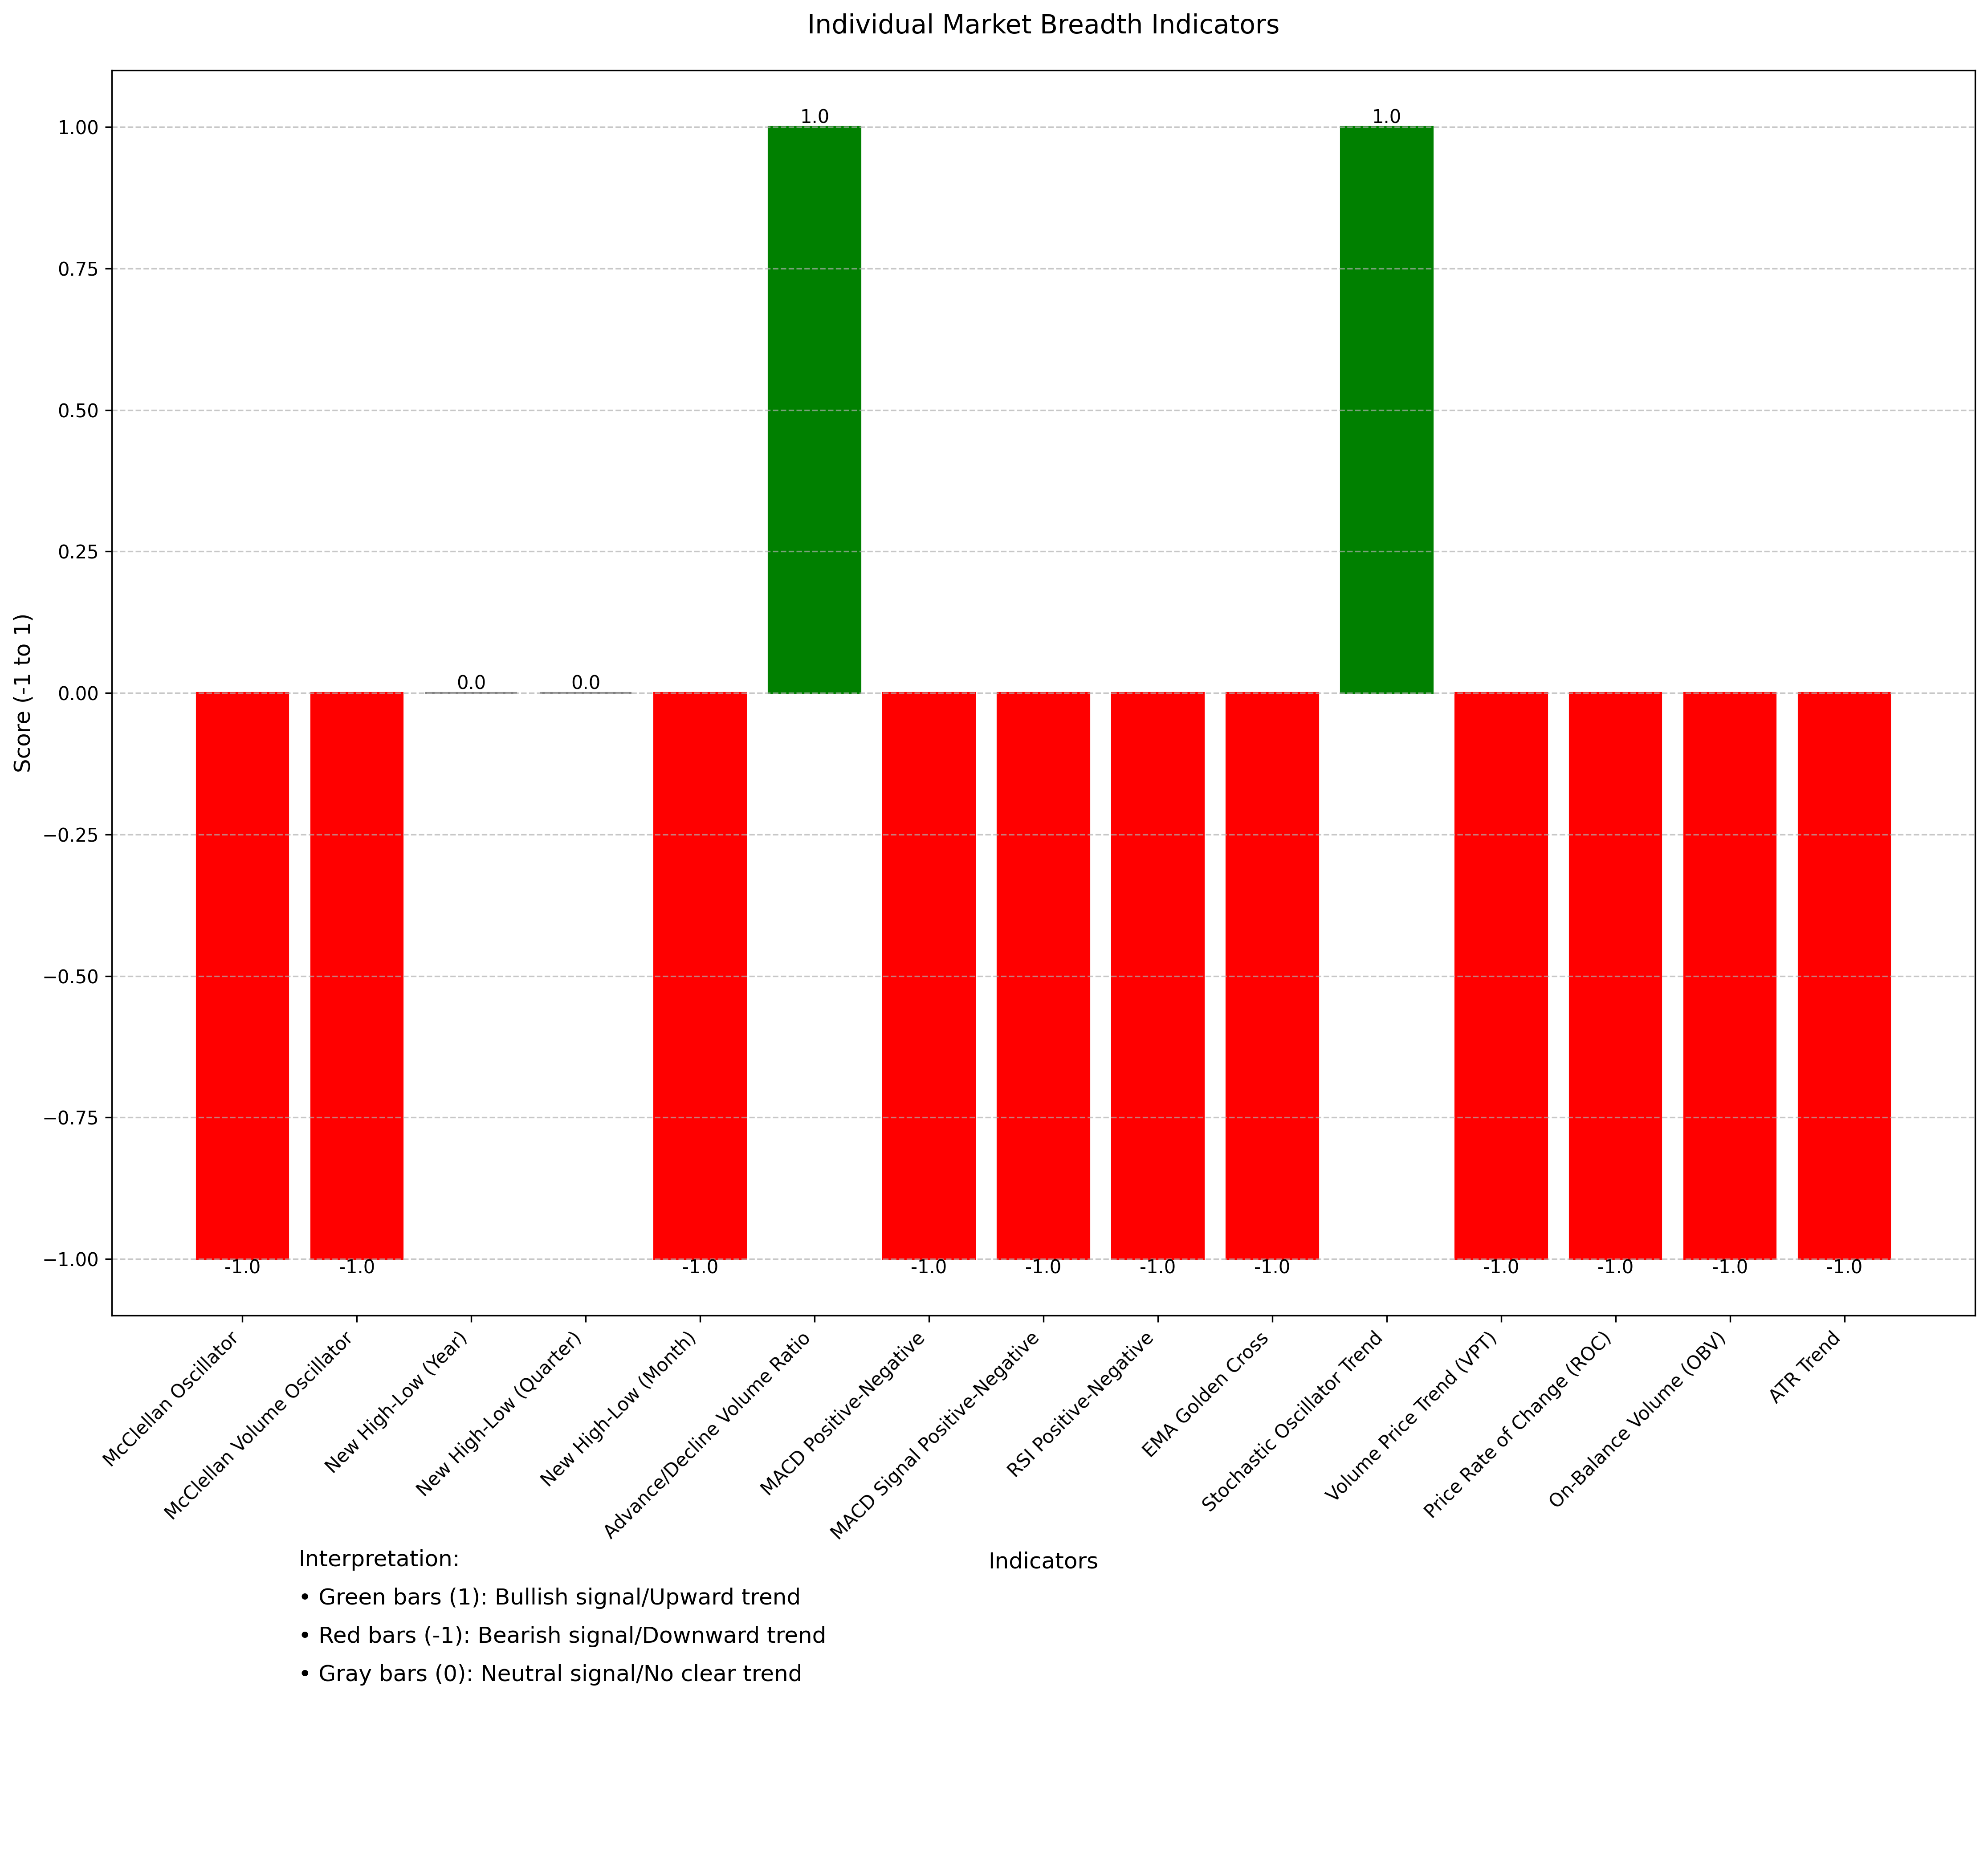 Individual Market Breadth Indicators
1.00
0.75
0.50
0.25
0.00
−0.25
−0.50
−0.75
−1.00
Score (-1 to 1)
-1.0
-1.0
0.0
0.0
-1.0
1.0
-1.0
-1.0
-1.0
-1.0
1.0
-1.0
-1.0
-1.0
-1.0
McClellan Oscillator
McClellan Volume Oscillator
New High-Low (Year)
New High-Low (Quarter)
New High-Low (Month)
Advance/Decline Volume Ratio
MACD Positive-Negative
MACD Signal Positive-Negative
RSI Positive-Negative
EMA Golden Cross
Stochastic Oscillator Trend
Volume Price Trend (VPT)
Price Rate of Change (ROC)
On-Balance Volume (OBV)
ATR Trend
Indicators
Interpretation:
• Green bars (1): Bullish signal/Upward trend
• Red bars (-1): Bearish signal/Downward trend
• Gray bars (0): Neutral signal/No clear trend